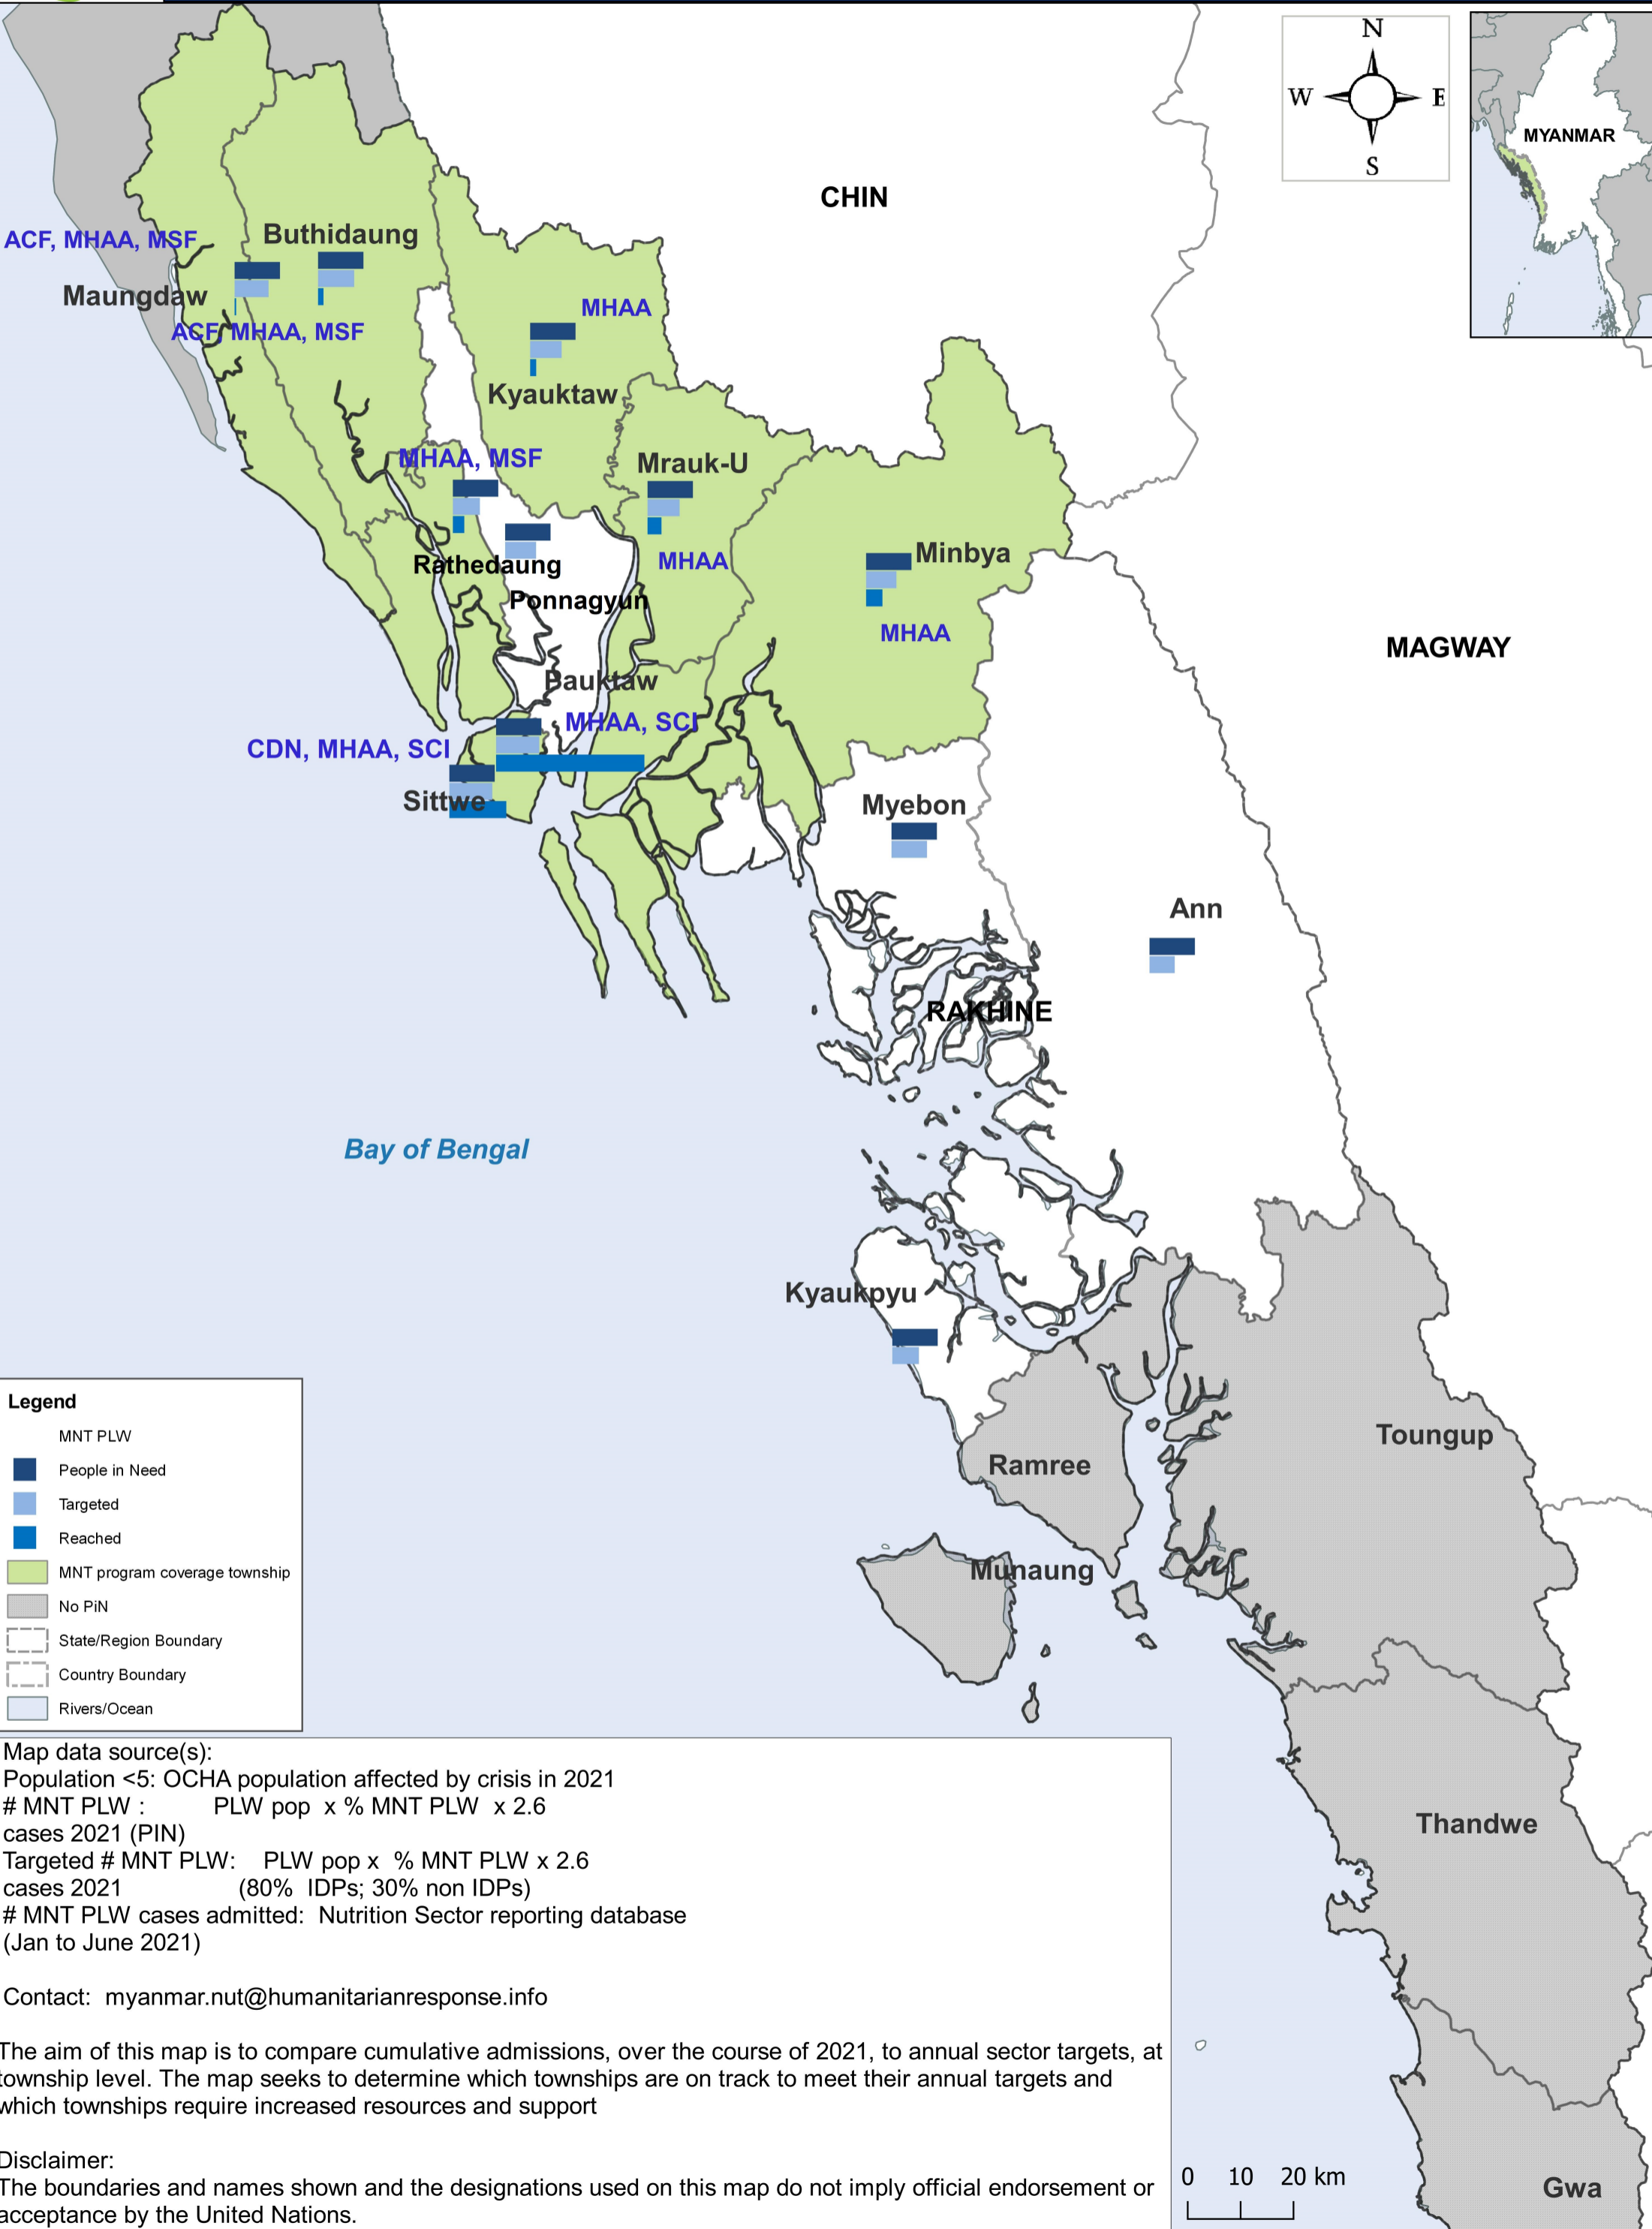 N
W E
S
MYANMAR
CHIN
ACF, MHAA, MSF
Buthidaung
Maungdaw
ACF, MHAA, MSF
MHAA
Kyauktaw
MHAA, MSF
Mrauk-U
Rathedaung
MHAA
Minbya
Ponnagyun
MHAA
MAGWAY
Pauktaw
MHAA, SCI
CDN, MHAA, SCI
Sittwe
Myebon
Ann
RAKHINE
Bay of Bengal
Kyaukpyu
Toungup
Ramree
Munaung
Thandwe
Gwa
Legend
MNT PLW
People in Need
Targeted
Reached
MNT program coverage township
No PiN
State/Region Boundary
Country Boundary
Rivers/Ocean
Map data source(s):
Population <5: OCHA population affected by crisis in 2021
# MNT PLW : PLW pop x % MNT PLW x 2.6
cases 2021 (PIN)
Targeted # MNT PLW: PLW pop x % MNT PLW x 2.6
cases 2021 (80% IDPs; 30% non IDPs)
# MNT PLW cases admitted: Nutrition Sector reporting database
(Jan to June 2021)
Contact: myanmar.nut@humanitarianresponse.info
The aim of this map is to compare cumulative admissions, over the course of 2021, to annual sector targets, at
township level. The map seeks to determine which townships are on track to meet their annual targets and
which townships require increased resources and support
Disclaimer:
The boundaries and names shown and the designations used on this map do not imply official endorsement or
acceptance by the United Nations.
0 10 20 km